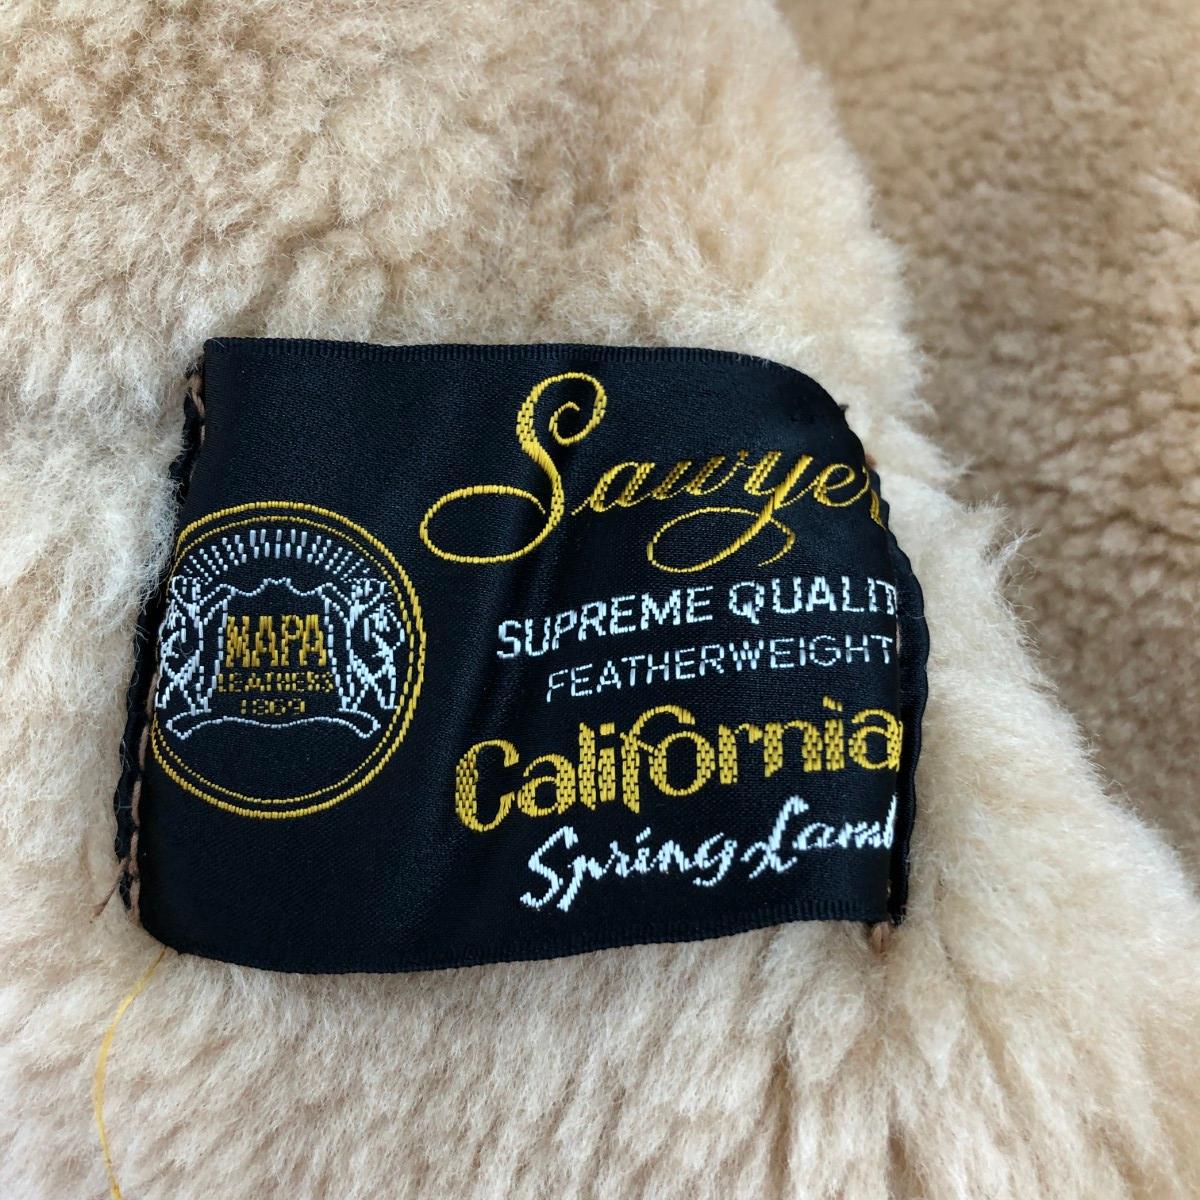 Sawyer
SUPREME QUALIT
FEATHERWEIGHT
California
Spring Lamb
NAPA
LEATHERS
1869